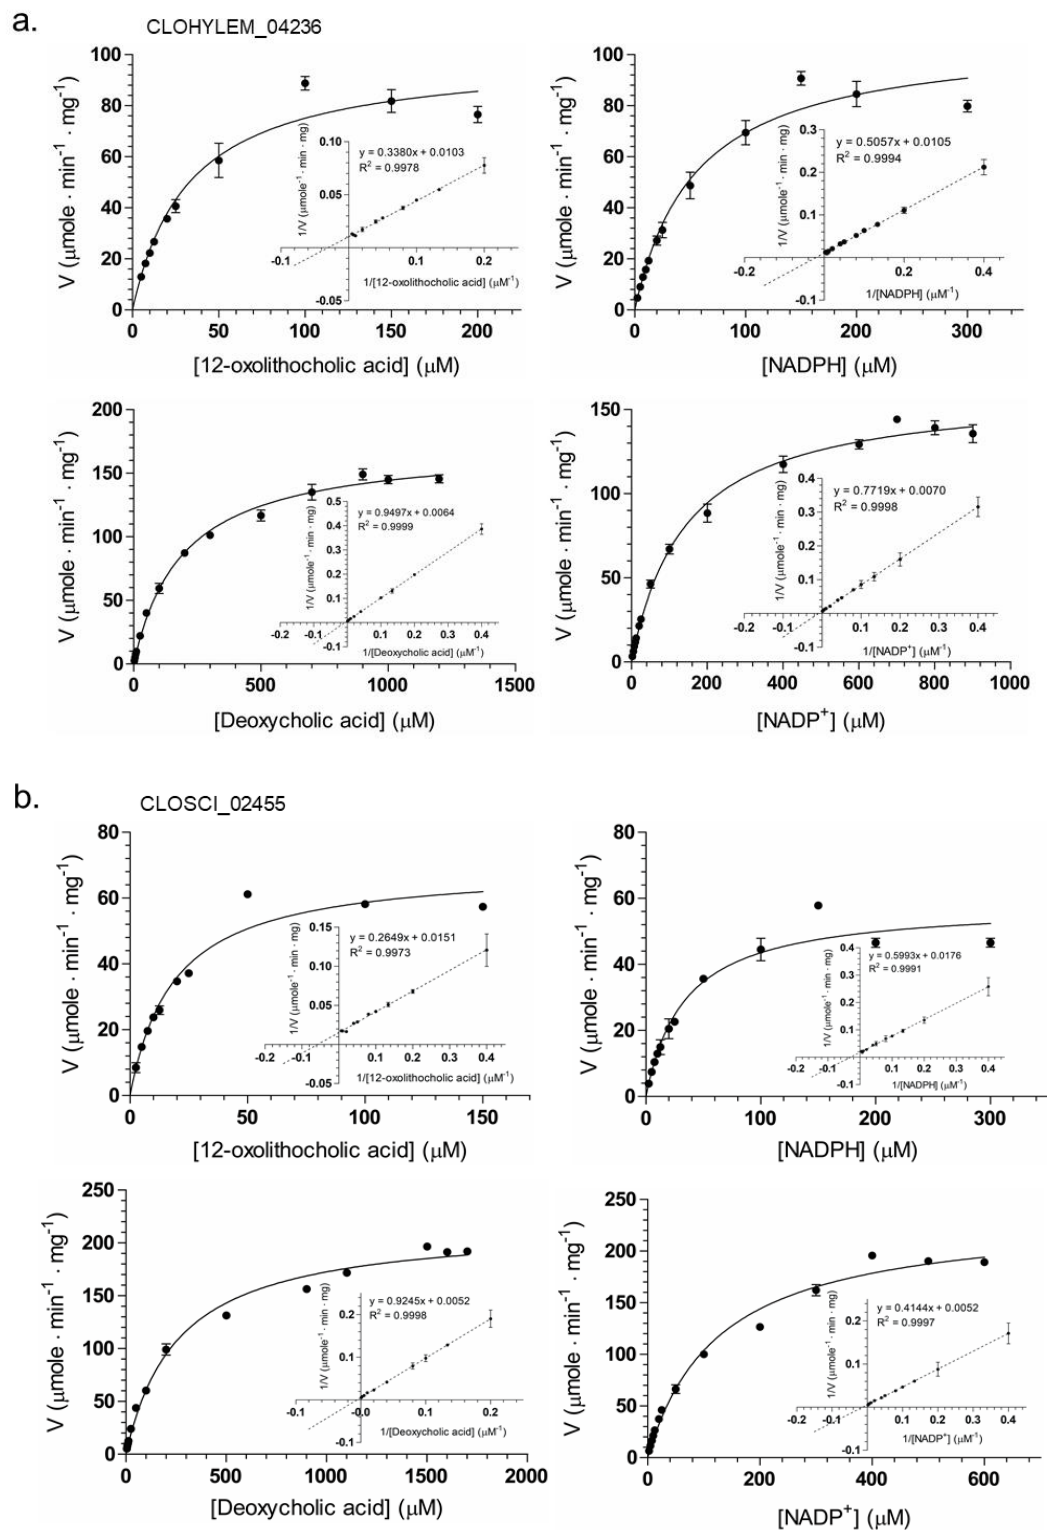 a.
CLOHYLEM_04236
V (μmole · min⁻¹ · mg⁻¹)
100
80
60
40
20
0
0 50 100 150 200
[12-oxolithocholic acid] (μM)
1/V (μmole⁻¹ · min · mg)
0.10
0.05
-0.05
y = 0.3380x + 0.0103
R² = 0.9978
-0.1 0.1 0.2
1/[12-oxolithocholic acid] (μM⁻¹)
V (μmole · min⁻¹ · mg⁻¹)
100
80
60
40
20
0
0 100 200 300
[NADPH] (μM)
1/V (μmole⁻¹ · min · mg)
0.3
0.2
0.1
-0.1
y = 0.5057x + 0.0105
R² = 0.9994
-0.2 0.2 0.4
1/[NADPH] (μM⁻¹)
V (μmole · min⁻¹ · mg⁻¹)
200
150
100
50
0
0 500 1000 1500
[Deoxycholic acid] (μM)
1/V (μmole⁻¹ · min · mg)
0.5
0.4
0.3
0.2
0.1
-0.1
y = 0.9497x + 0.0064
R² = 0.9999
-0.2 -0.1 0.1 0.2 0.3 0.4
1/[Deoxycholic acid] (μM⁻¹)
V (μmole · min⁻¹ · mg⁻¹)
150
100
50
0
0 200 400 600 800 1000
[NADP⁺] (μM)
1/V (μmole⁻¹ · min · mg)
0.4
0.3
0.2
0.1
-0.1
y = 0.7719x + 0.0070
R² = 0.9998
-0.2 -0.1 0.1 0.2 0.3 0.4
1/[NADP⁺] (μM⁻¹)
b.
CLOSCI_02455
V (μmole · min⁻¹ · mg⁻¹)
80
60
40
20
0
0 50 100 150
[12-oxolithocholic acid] (μM)
1/V (μmole⁻¹ · min · mg)
0.15
0.10
0.05
-0.05
y = 0.2649x + 0.0151
R² = 0.9973
-0.2 -0.1 0.1 0.2 0.3 0.4
1/[12-oxolithocholic acid] (μM⁻¹)
V (μmole · min⁻¹ · mg⁻¹)
80
60
40
20
0
0 100 200 300
[NADPH] (μM)
1/V (μmole⁻¹ · min · mg)
0.4
0.3
0.2
0.1
-0.1
y = 0.5993x + 0.0176
R² = 0.9991
-0.2 -0.1 0.1 0.2 0.3 0.4
1/[NADPH] (μM⁻¹)
V (μmole · min⁻¹ · mg⁻¹)
250
200
150
100
50
0
0 500 1000 1500 2000
[Deoxycholic acid] (μM)
1/V (μmole⁻¹ · min · mg)
0.2
0.1
-0.1
y = 0.9245x + 0.0052
R² = 0.9998
-0.1 -0.0 0.1 0.2
1/[Deoxycholic acid] (μM⁻¹)
V (μmole · min⁻¹ · mg⁻¹)
250
200
150
100
50
0
0 200 400 600
[NADP⁺] (μM)
1/V (μmole⁻¹ · min · mg)
0.2
0.1
-0.1
y = 0.4144x + 0.0052
R² = 0.9997
-0.2 -0.1 0.1 0.2 0.3 0.4
1/[NADP⁺] (μM⁻¹)